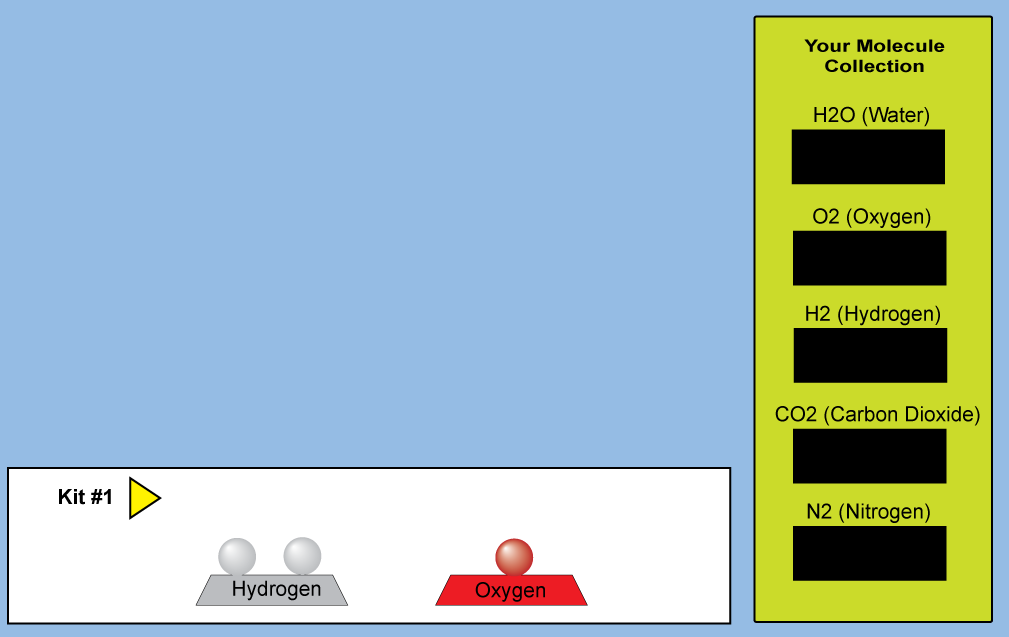 Your Molecule
Collection
H2O (Water)
O2 (Oxygen)
H2 (Hydrogen)
CO2 (Carbon Dioxide)
N2 (Nitrogen)
Kit #1
Hydrogen
Oxygen